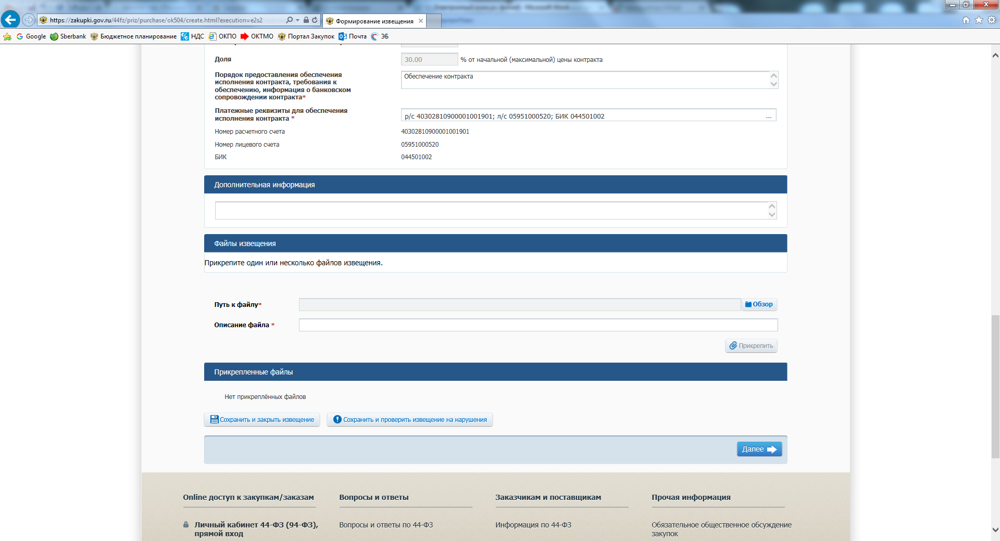 https://zakupki.gov.ru/44fz/priz/purchase/ok504/create.html?execution=e2s2
Формирование извещения
Google Sberbank Бюджетное планирование НДС ОКПО ОКТМО Портал Закупок Почта ЭБ
Доля
30.00 % от начальной (максимальной) цены контракта
Порядок предоставления обеспечения
исполнения контракта, требования к
обеспечению, информация о банковском
сопровождении контракта*
Обеспечение контракта
Платежные реквизиты для обеспечения
исполнения контракта *
р/с 40302810900001001901; л/с 05951000520; БИК 044501002 ...
Номер расчетного счета 40302810900001001901
Номер лицевого счета 05951000520
БИК 044501002
Дополнительная информация
Файлы извещения
Прикрепите один или несколько файлов извещения.
Путь к файлу* Обзор
Описание файла *
Прикрепить
Прикрепленные файлы
Нет прикреплённых файлов
Сохранить и закрыть извещение Сохранить и проверить извещение на нарушения
Далее
Online доступ к закупкам/заказам
Личный кабинет 44-ФЗ (94-ФЗ),
прямой вход
Вопросы и ответы
Вопросы и ответы по 44-ФЗ
Заказчикам и поставщикам
Информация по 44-ФЗ
Прочая информация
Обязательное общественное обсуждение
закупок